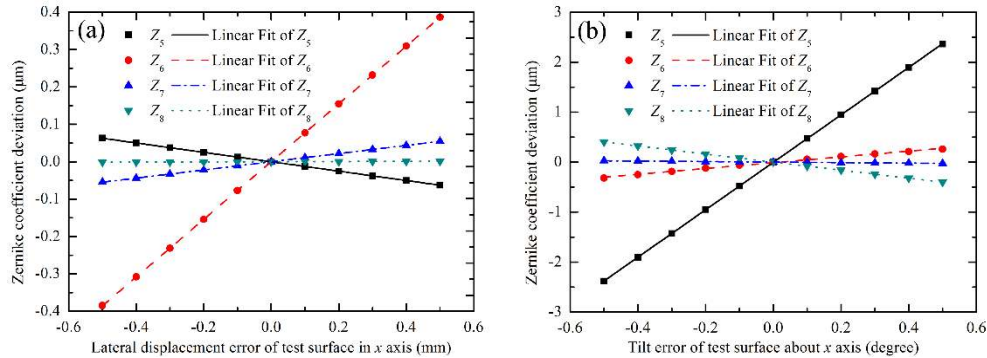 (a)
Z5 Linear Fit of Z5
Z6 Linear Fit of Z6
Z7 Linear Fit of Z7
Z8 Linear Fit of Z8
0.4
0.3
0.2
0.1
0.0
-0.1
-0.2
-0.3
-0.4
Zernike coefficient deviation (μm)
-0.6 -0.4 -0.2 0.0 0.2 0.4 0.6
Lateral displacement error of test surface in x axis (mm)
(b)
Z5 Linear Fit of Z5
Z6 Linear Fit of Z6
Z7 Linear Fit of Z7
Z8 Linear Fit of Z8
3
2
1
0
-1
-2
-3
Zernike coefficient deviation (μm)
-0.6 -0.4 -0.2 0.0 0.2 0.4 0.6
Tilt error of test surface about x axis (degree)